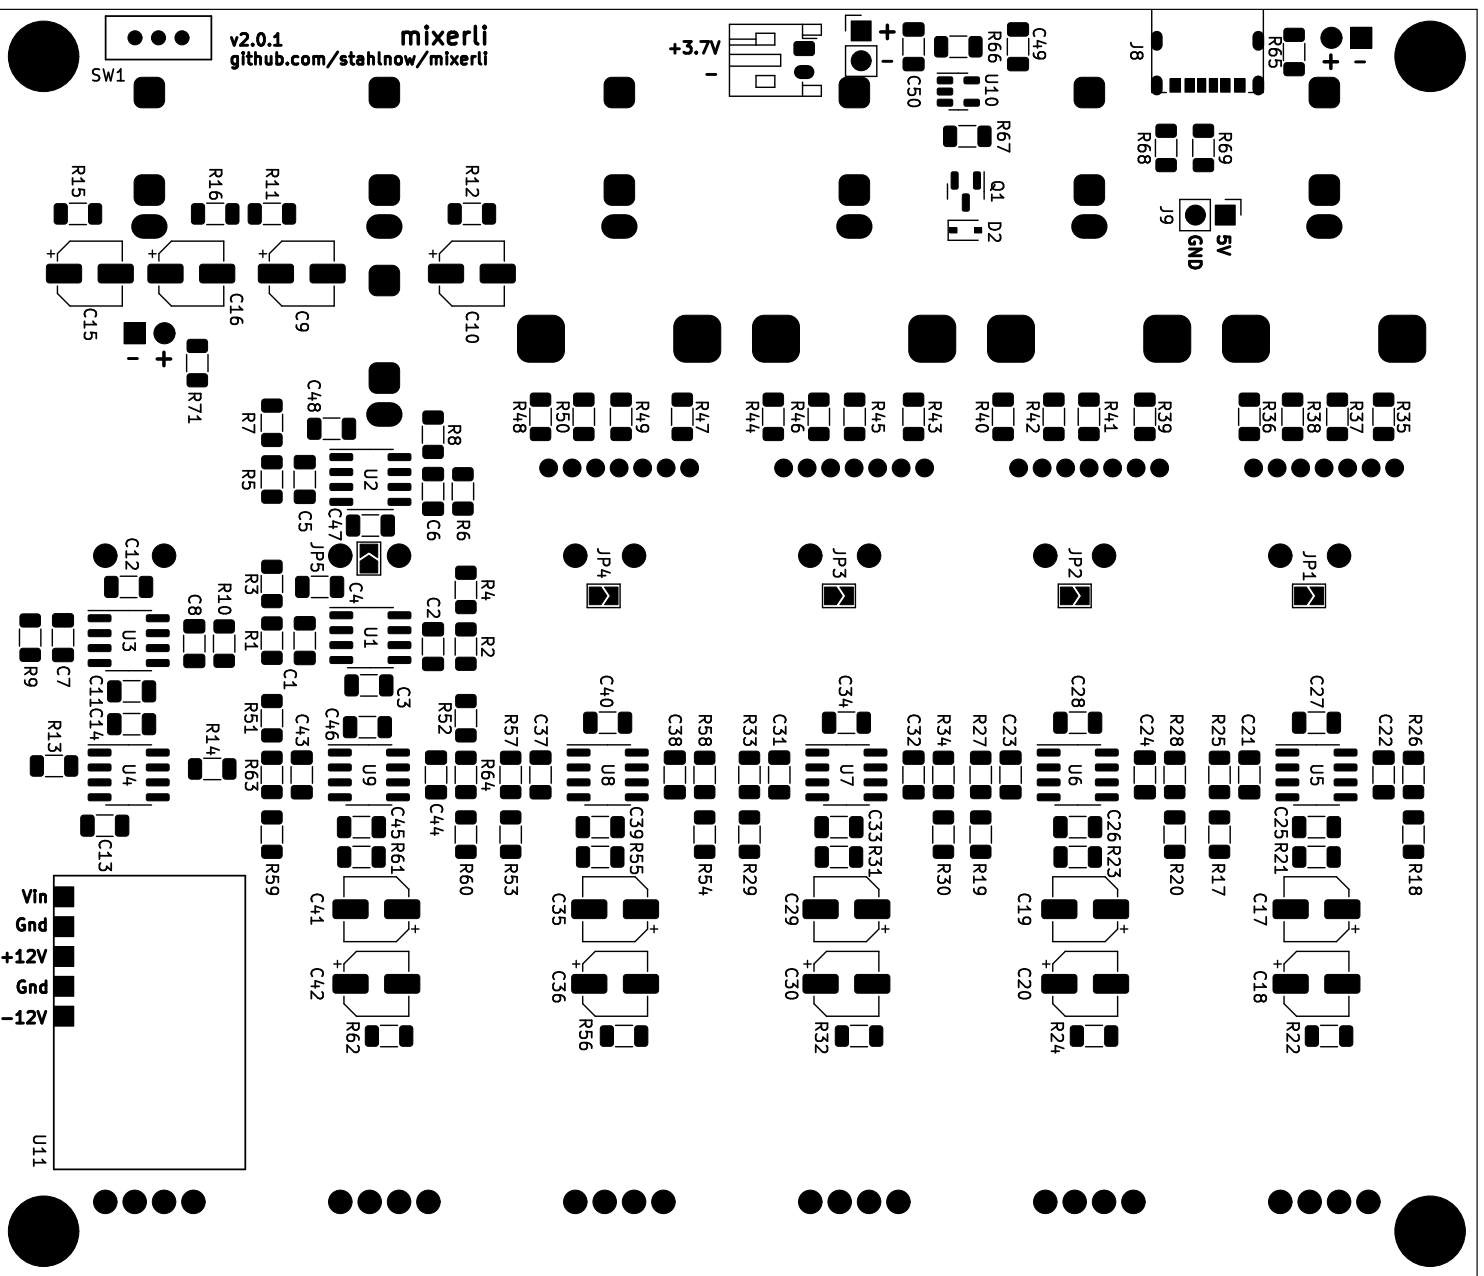 v2.0.1
mixerli
github.com/stahlnow/mixerli
SW1
+3.7V
-
+
-
C50
R66
C49
U10
R67
J8
R65
+
-
R68
R69
R15
R16
R11
R12
Q1
D2
J9
GND
5V
+
+
+
+
C15
C16
C9
C10
-
+
R71
C48
R7
R8
R48
R50
R49
R47
R44
R46
R45
R43
R40
R42
R41
R39
R36
R38
R37
R35
R5
C5
U2
C6
R6
C47
C12
JP5
JP4
JP3
JP2
JP1
R3
C4
R4
C8
R10
R9
C7
U3
R1
C1
U1
C2
R2
C11
C14
C3
R51
C46
R52
C40
C34
C28
C27
R13
U4
R14
R63
C43
U9
C44
R64
R57
C37
U8
C38
R58
R33
C31
U7
C32
R34
R27
C23
U6
C24
R28
R25
C21
U5
C22
R26
C13
R59
C45
R61
R60
R53
C39
R55
R54
R29
C33
R31
R30
R19
C26
R23
R20
R17
C25
R21
R18
Vin
Gnd
+12V
Gnd
-12V
C41
+
C35
+
C29
+
C19
+
C17
+
+
C42
+
C36
+
C30
+
C20
+
C18
R62
R56
R32
R24
R22
U11